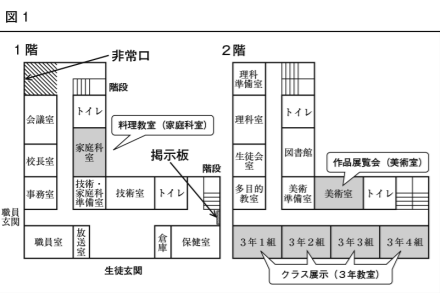 図１
１階
非常口
階段
会議室
トイレ
料理教室（家庭科室）
家庭科
室
校長室
掲示板
階段
事務室
技術・
家庭科
準備室
技術室
トイレ
職員
玄関
職員室
放
送
室
倉
庫
保健室
生徒玄関
２階
理科
準備室
理科室
トイレ
図書館
生徒会
室
作品展覧会（美術室）
多目的
教室
美術
準備室
美術室
トイレ
３年１組
３年２組
３年３組
３年４組
クラス展示（３年教室）